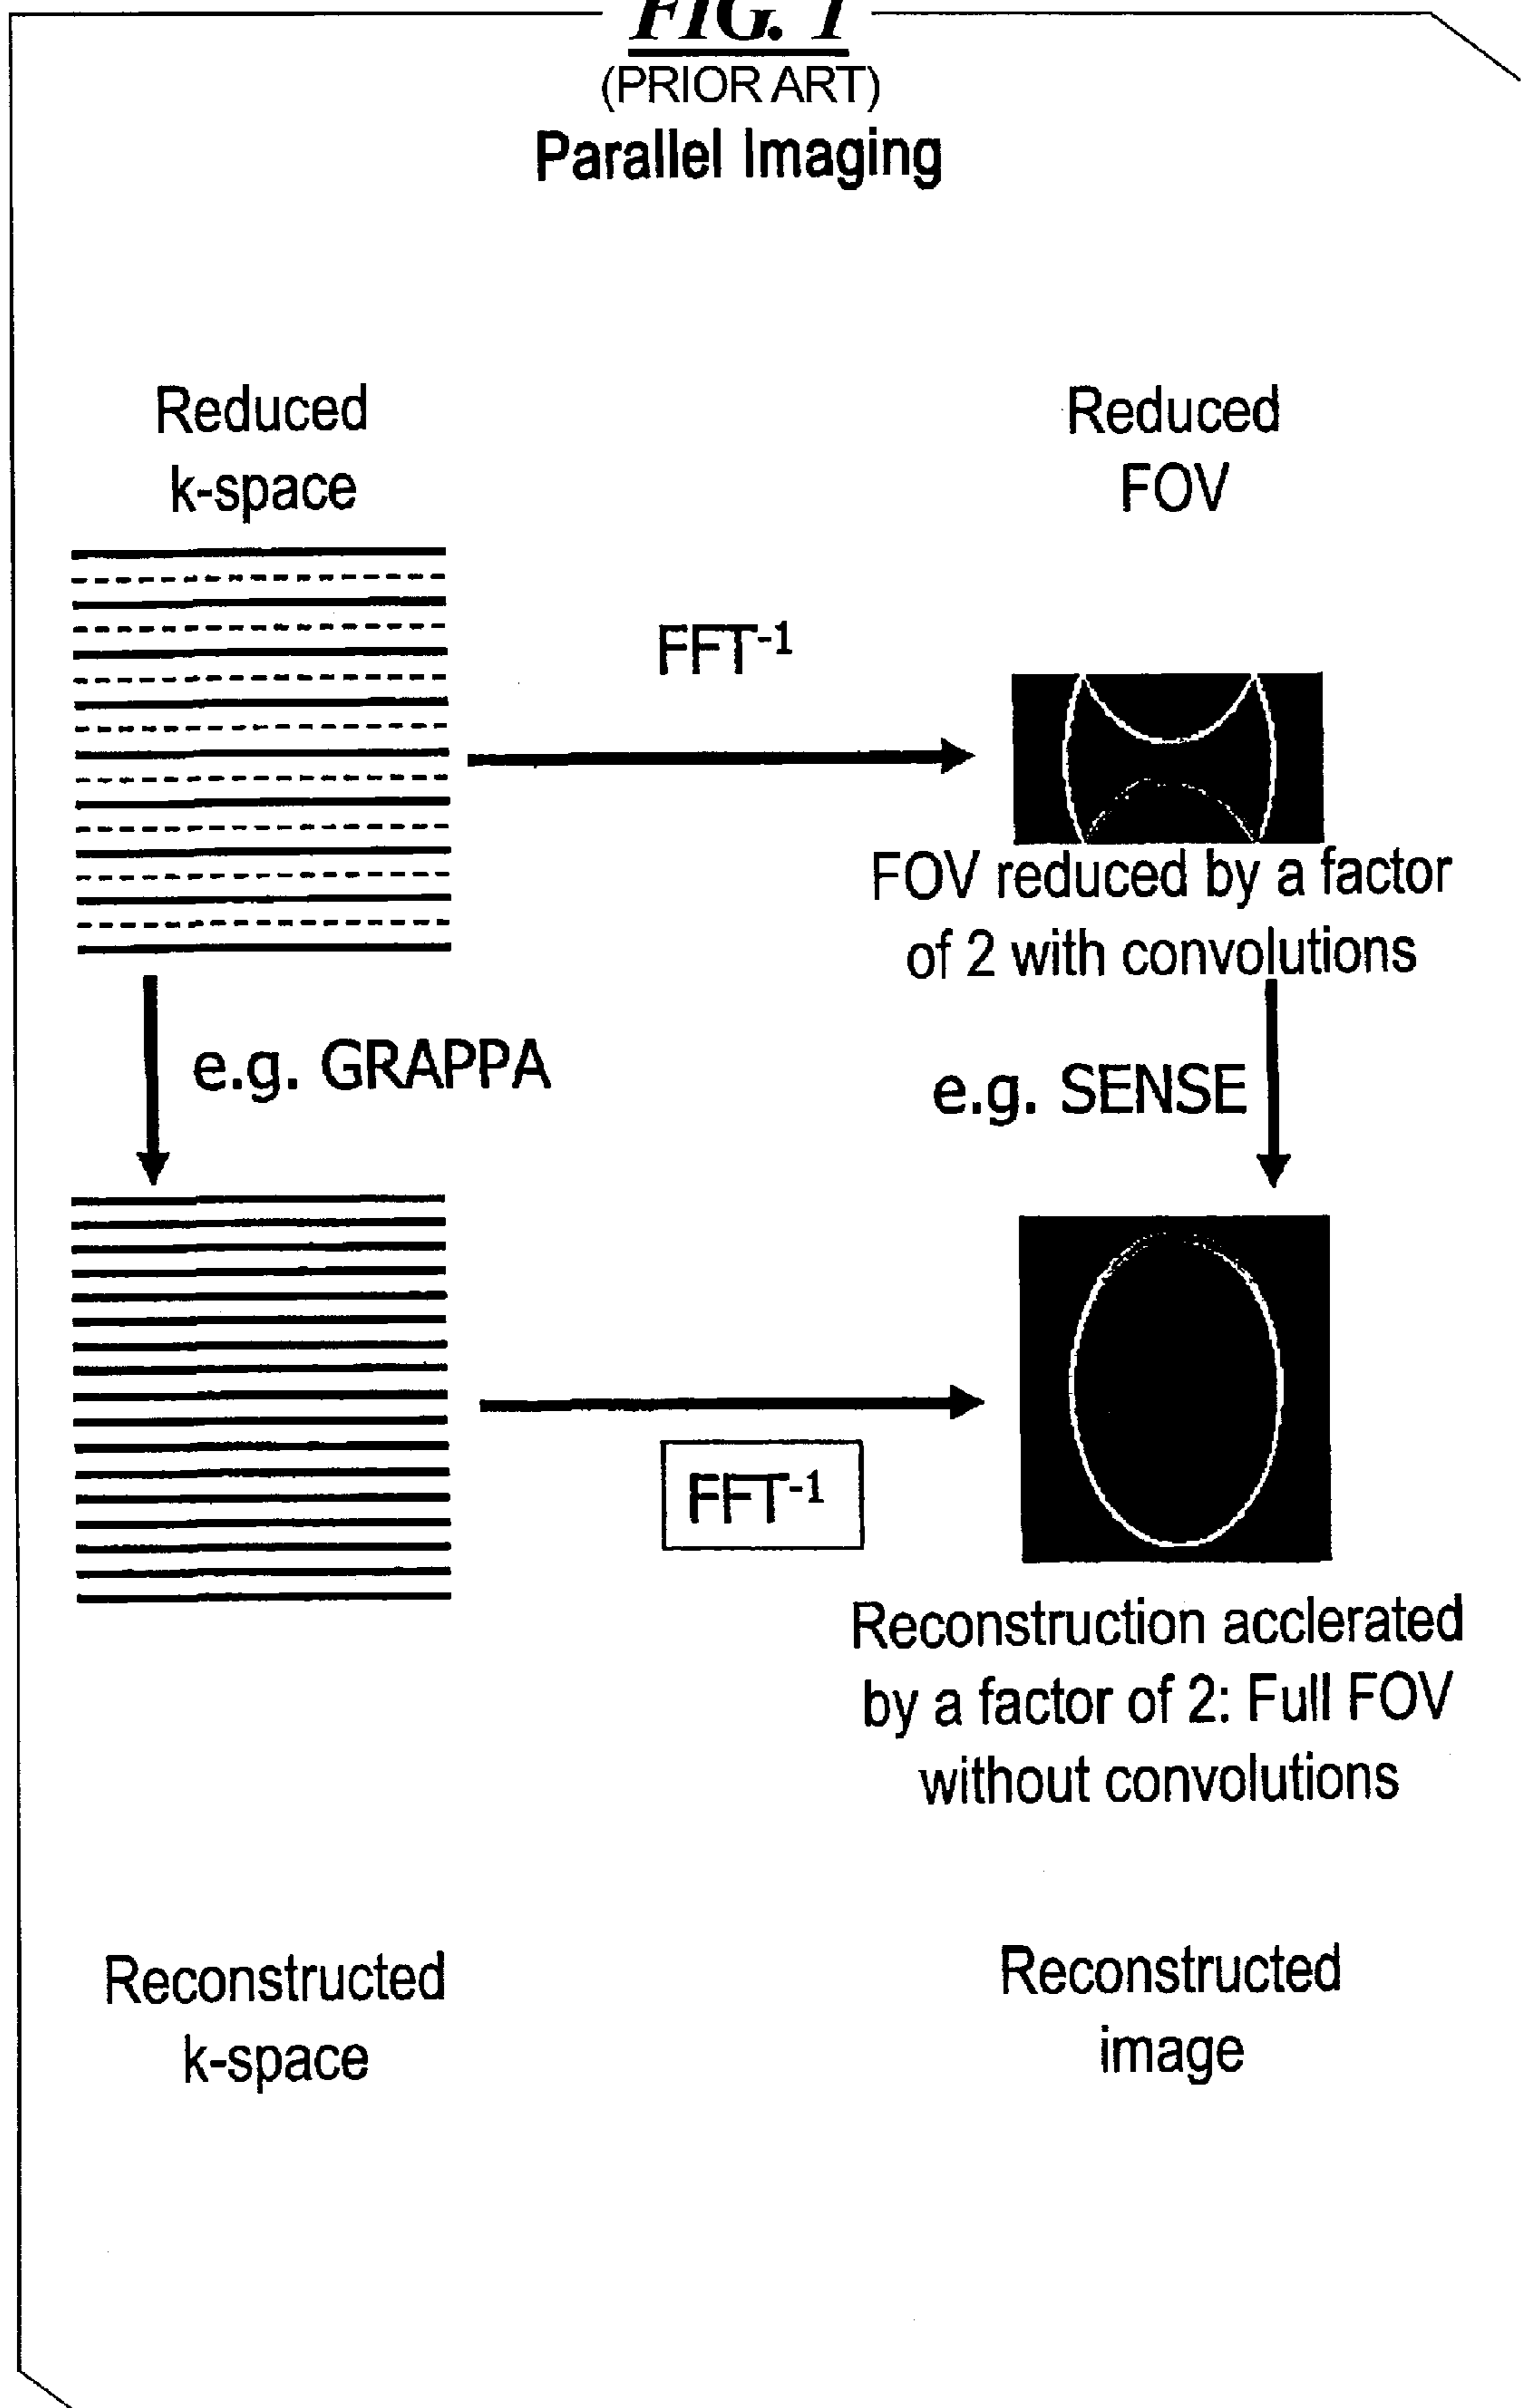 FIG. 1
(PRIOR ART)
Parallel Imaging
Reduced
k-space
Reduced
FOV
FFT-1
FOV reduced by a factor
of 2 with convolutions
e.g. GRAPPA
e.g. SENSE
FFT-1
Reconstruction acclerated
by a factor of 2: Full FOV
without convolutions
Reconstructed
k-space
Reconstructed
image